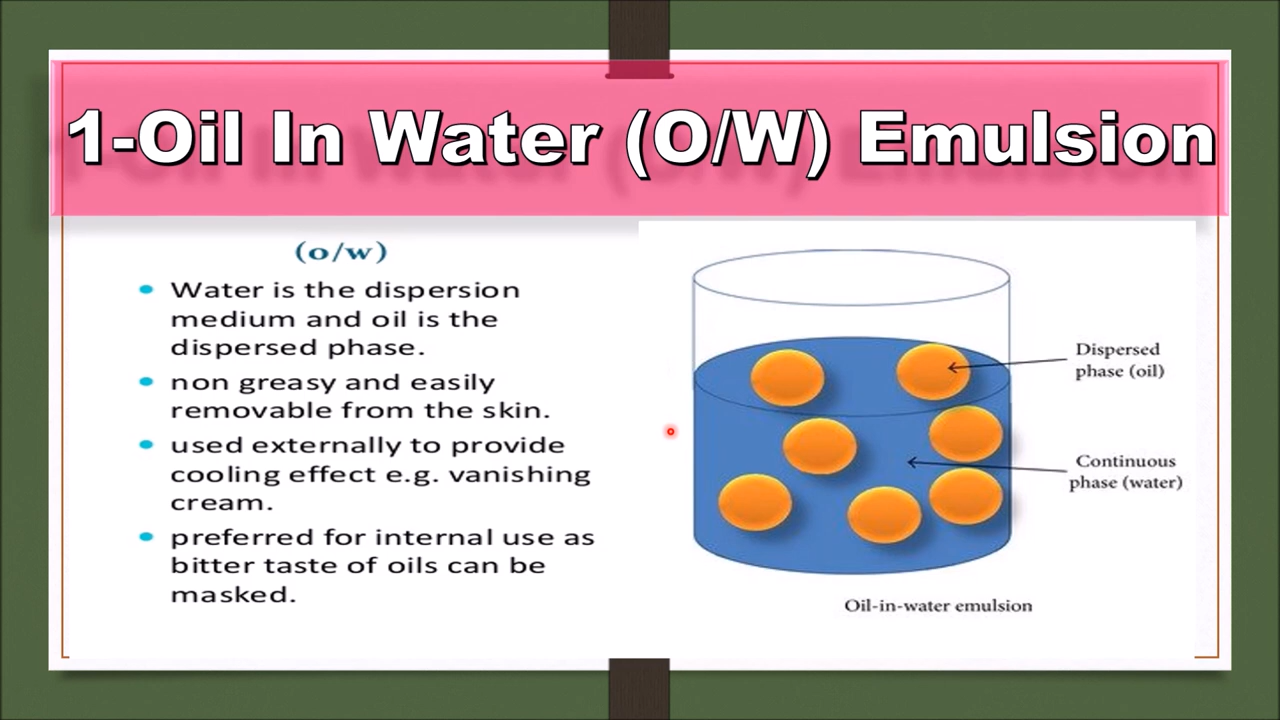 1-Oil In Water (O/W) Emulsion
(o/w)
• Water is the dispersion
medium and oil is the
dispersed phase.
• non greasy and easily
removable from the skin.
• used externally to provide
cooling effect e.g. vanishing
cream.
• preferred for internal use as
bitter taste of oils can be
masked.
Dispersed
phase (oil)
Continuous
phase (water)
Oil-in-water emulsion